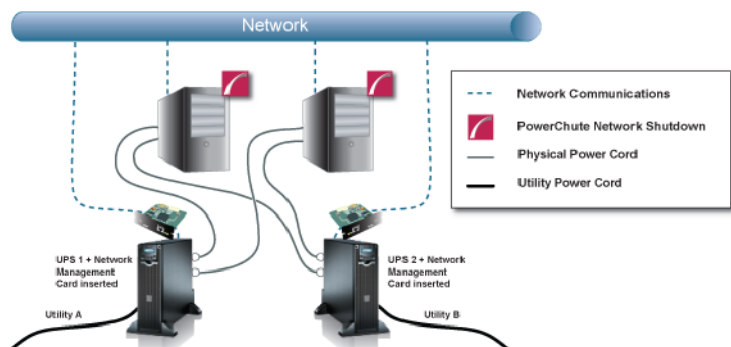 Network
Network Communications
PowerChute Network Shutdown
Physical Power Cord
Utility Power Cord
UPS 1 + Network
Management
Card inserted
UPS 2 + Network
Management
Card inserted
Utility A
Utility B